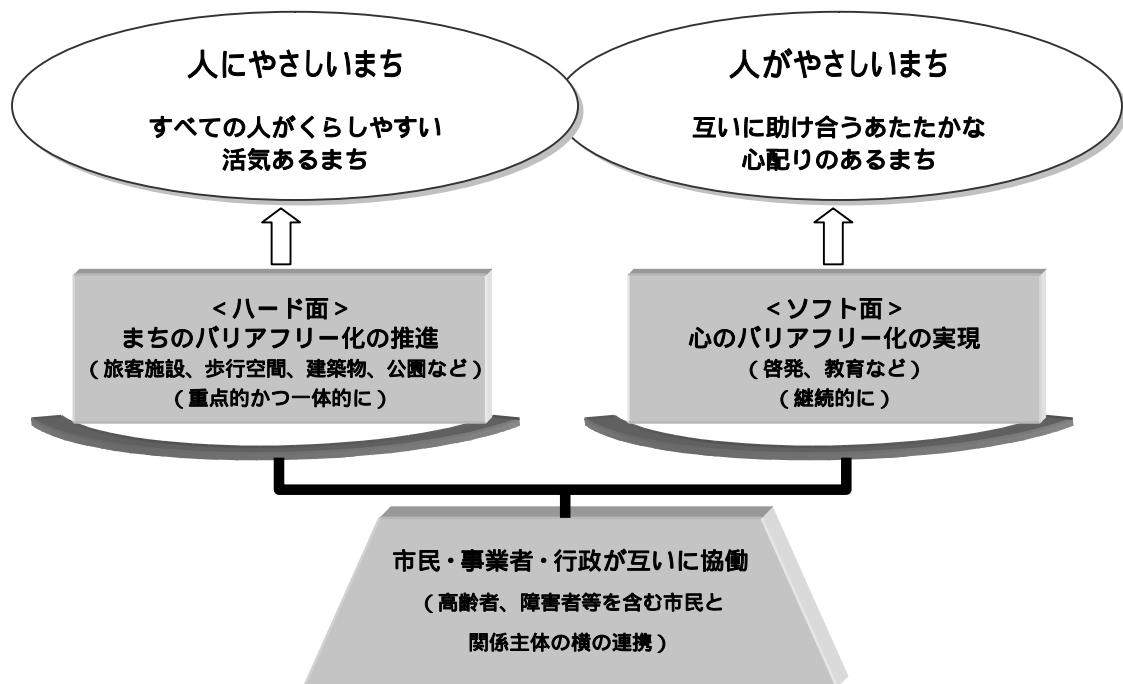 人にやさしいまち
すべての人がくらしやすい
活気あるまち
人がやさしいまち
互いに助け合うあたたかな
心配りのあるまち
<ハード面>
まちのバリアフリー化の推進
(旅客施設、歩行空間、建築物、公園など)
(重点的かつ一体的に)
<ソフト面>
心のバリアフリー化の実現
(啓発、教育など)
(継続的に)
市民・事業者・行政が互いに協働
(高齢者、障害者等を含む市民と
関係主体の横の連携)